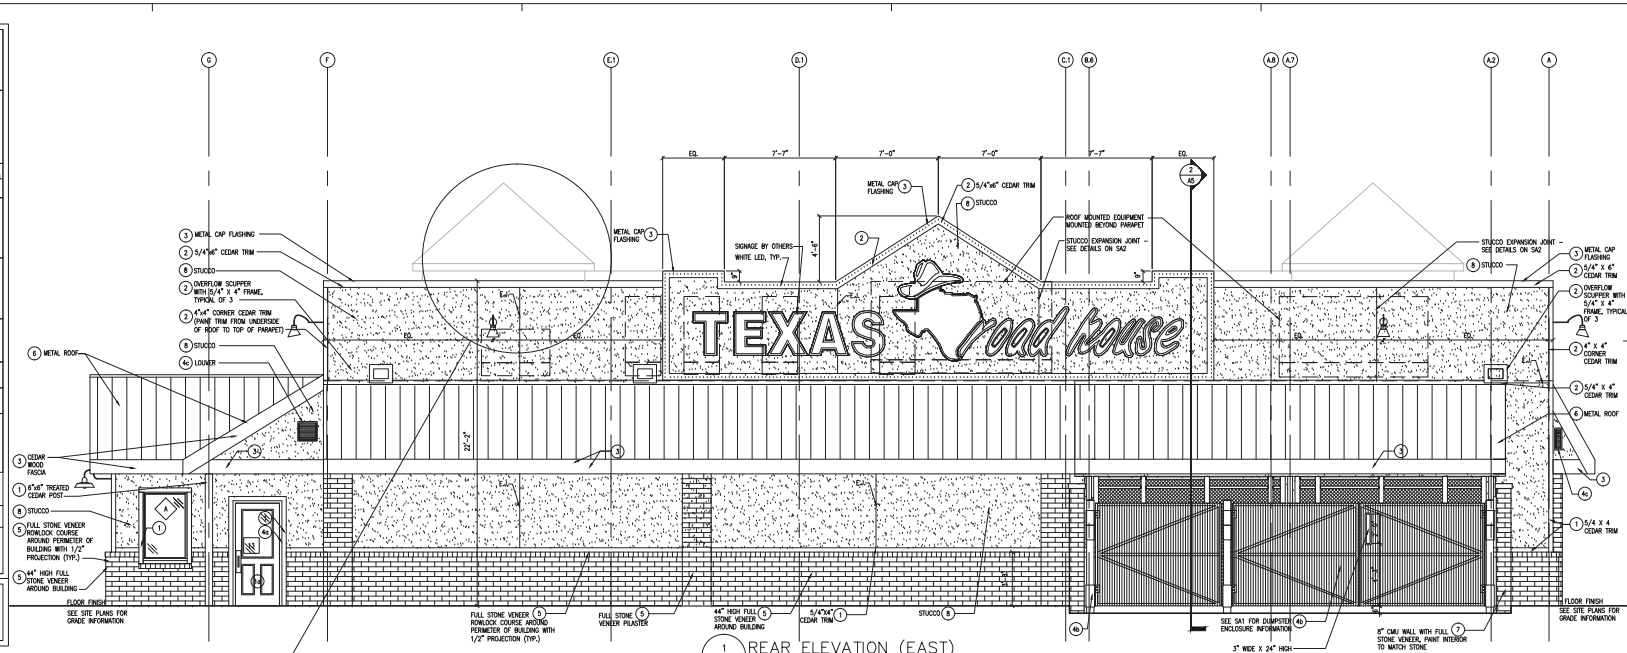 G
F
E.1
D.1
C.1
B.6
A.8
A.7
A.2
A
EQ.
7'-7"
7'-0"
7'-0"
7'-7"
EQ.
2
A5
METAL CAP
FLASHING
3
2
5/4"x6" CEDAR TRIM
8
STUCCO
3
METAL CAP FLASHING
2
5/4"x6" CEDAR TRIM
8
STUCCO
2
OVERFLOW SCUPPER
WITH 5/4" X 4" FRAME,
TYPICAL OF 3
2
4"x4" CORNER CEDAR TRIM
(PAINT TRIM FROM UNDERSIDE
OF ROOF TO TOP OF PARAPET)
8
STUCCO
4c
LOUVER
6
METAL ROOF
METAL CAP
FLASHING
3
SIGNAGE BY OTHERS
WHITE LED, TYP.
4'-6"
9"
2
ROOF MOUNTED EQUIPMENT
MOUNTED BEYOND PARAPET
STUCCO EXPANSION JOINT -
SEE DETAILS ON SA2
9"
STUCCO EXPANSION JOINT -
SEE DETAILS ON SA2
8
STUCCO
3
METAL CAP
FLASHING
2
5/4" X 6"
CEDAR TRIM
2
OVERFLOW
SCUPPER WITH
5/4" X 4"
FRAME, TYPICAL
OF 3
2
4" X 4"
CORNER
CEDAR TRIM
2
5/4" X 4"
CEDAR TRIM
6
METAL ROOF
EQ.
EQ.
EQ.
EQ.
TEXAS road house
22'-2"
3
CEDAR
WOOD
FASCIA
3
3
3
3
4c
1
6"x6" TREATED
CEDAR POST
8
STUCCO
5
FULL STONE VENEER
ROWLOCK COURSE
AROUND PERIMETER OF
BUILDING WITH 1/2"
PROJECTION (TYP.)
5
44" HIGH FULL
STONE VENEER
AROUND BUILDING
A
1
4a
1
5/4 X 4
CEDAR TRIM
FLOOR FINISH
SEE SITE PLANS FOR
GRADE INFORMATION
FULL STONE VENEER
ROWLOCK COURSE AROUND
PERIMETER OF BUILDING WITH
1/2" PROJECTION (TYP.)
5
FULL STONE
VENEER PILASTER
5
44" HIGH FULL
STONE VENEER
AROUND BUILDING
5
5/4"X4"
CEDAR TRIM
1
STUCCO
8
4b
SEE SA1 FOR DUMPSTER
ENCLOSURE INFORMATION
4b
3" WIDE X 24" HIGH
8" CMU WALL WITH FULL
STONE VENEER, PAINT INTERIOR
TO MATCH STONE
7
FLOOR FINISH
SEE SITE PLANS FOR
GRADE INFORMATION
1
REAR ELEVATION (EAST)